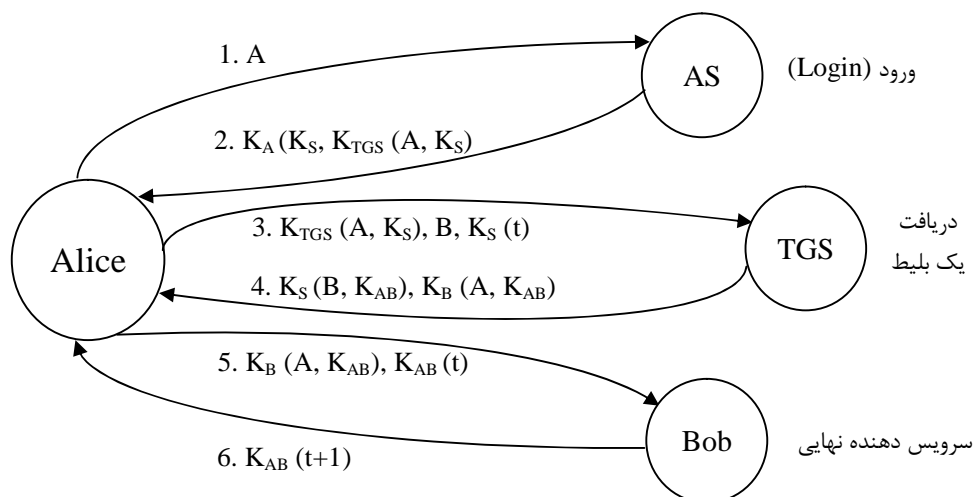 1. A
AS
ورود (Login)
2. K_A (K_S, K_TGS (A, K_S)
Alice
3. K_TGS (A, K_S), B, K_S (t)
TGS
دریافت
یک بلیط
4. K_S (B, K_AB), K_B (A, K_AB)
5. K_B (A, K_AB), K_AB (t)
Bob
سرویس دهنده نهایی
6. K_AB (t+1)